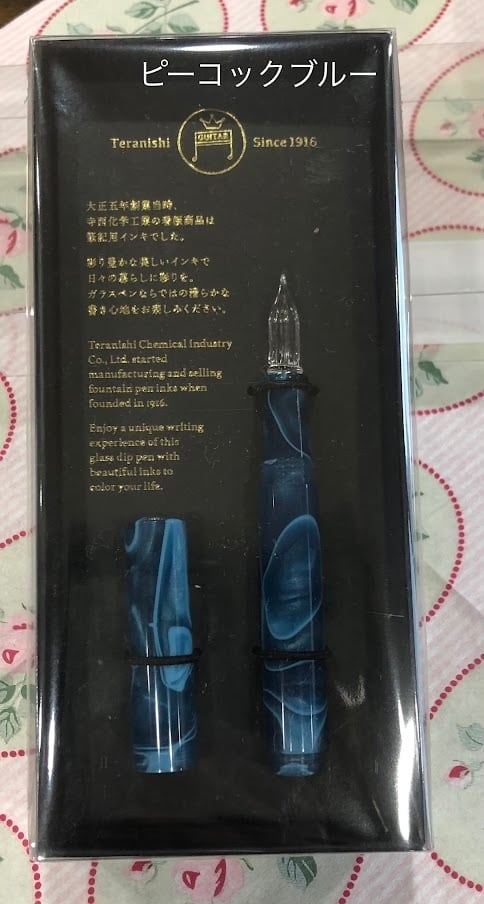 ピーコックブルー
Teranishi GUITAR Since 1916
大正五年創業当時、
寺西化学工業の看板商品は
筆記用インキでした。
彩り豊かな美しいインキで
日々の暮らしに彩りを。
ガラスペンならではの滑らかな
書き心地をお楽しみください。
Teranishi Chemical Industry
Co., Ltd. started
manufacturing and selling
fountain pen inks when
founded in 1916.
Enjoy a unique writing
experience of this
glass dip pen with
beautiful inks to
color your life.